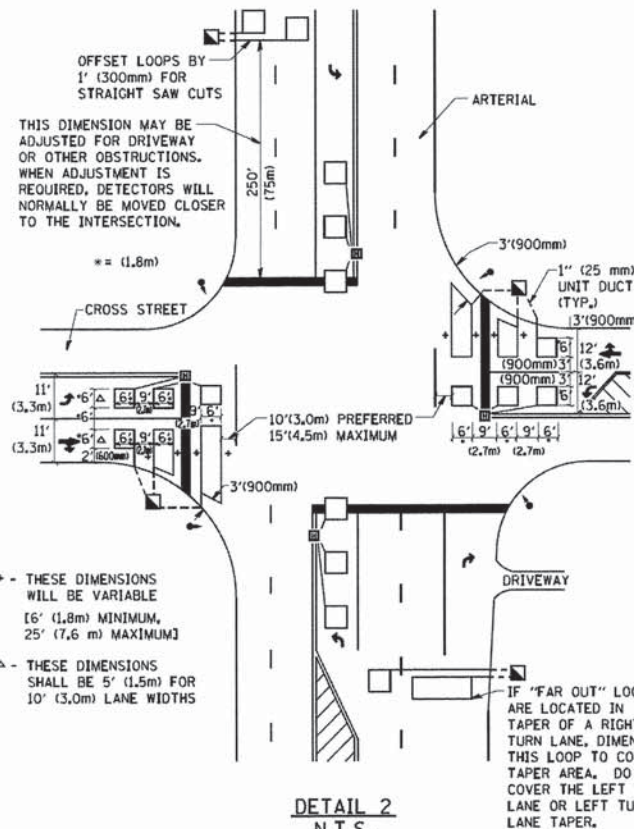 OFFSET LOOPS BY
1' (300mm) FOR
STRAIGHT SAW CUTS
ARTERIAL
THIS DIMENSION MAY BE
ADJUSTED FOR DRIVEWAY
OR OTHER OBSTRUCTIONS.
WHEN ADJUSTMENT IS
REQUIRED, DETECTORS WILL
NORMALLY BE MOVED CLOSER
TO THE INTERSECTION.
250'
(75m)
*= (1.8m)
3'(900mm)
1" (25 mm)
UNIT DUCT
(TYP.)
CROSS STREET
3'(900mm)
6'
12'
(3.6m)
(900mm) 3'
(900mm) 3'
12'
6'
(3.6m)
11'
(3.3m)
*6'
6'
9'
6'
*6'
9'
6'
(2.7m)
11'
(3.3m)
*6'
6'
9'
6'
2'
(600mm)
10'(3.0m) PREFERRED
15'(4.5m) MAXIMUM
6'
9'
6'
9'
6'
(2.7m)
(2.7m)
3'(900mm)
+ - THESE DIMENSIONS
WILL BE VARIABLE
[6' (1.8m) MINIMUM,
25' (7.6 m) MAXIMUM]
DRIVEWAY
△ - THESE DIMENSIONS
SHALL BE 5' (1.5m) FOR
10' (3.0m) LANE WIDTHS
IF "FAR OUT"
ARE LOCATED IN
TAPER OF A RIGHT
TURN LANE,
THIS LOOP TO
TAPER AREA. DO
COVER THE LEFT
LANE OR LEFT
LANE TAPER.
DETAIL 2
N.T.S.